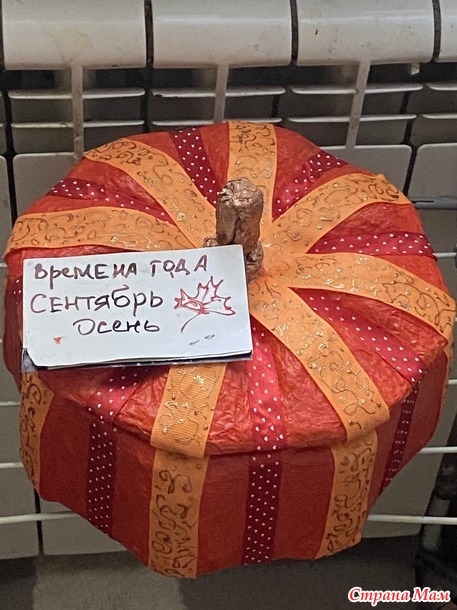 Времена года
Сентябрь
Осень
Страна Мам